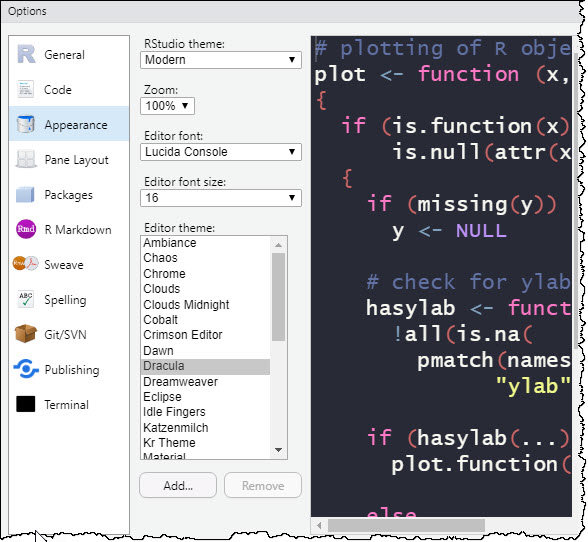 Options
General
Code
Appearance
Pane Layout
Packages
Rmd R Markdown
Rnw Sweave
ABC Spelling
Git/SVN
Publishing
Terminal
RStudio theme:
Modern
Zoom:
100%
Editor font:
Lucida Console
Editor font size:
16
Editor theme:
Ambiance
Chaos
Chrome
Clouds
Clouds Midnight
Cobalt
Crimson Editor
Dawn
Dracula
Dreamweaver
Eclipse
Idle Fingers
Katzenmilch
Kr Theme
Material
Add...
Remove
# plotting of R obje
plot <- function (x,
{
  if (is.function(x)
      is.null(attr(x
  {
    if (missing(y))
      y <- NULL
    # check for ylab
    hasylab <- funct
      !all(is.na(
        pmatch(names
              "ylab"
    if (hasylab(...)
      plot.function(
    else